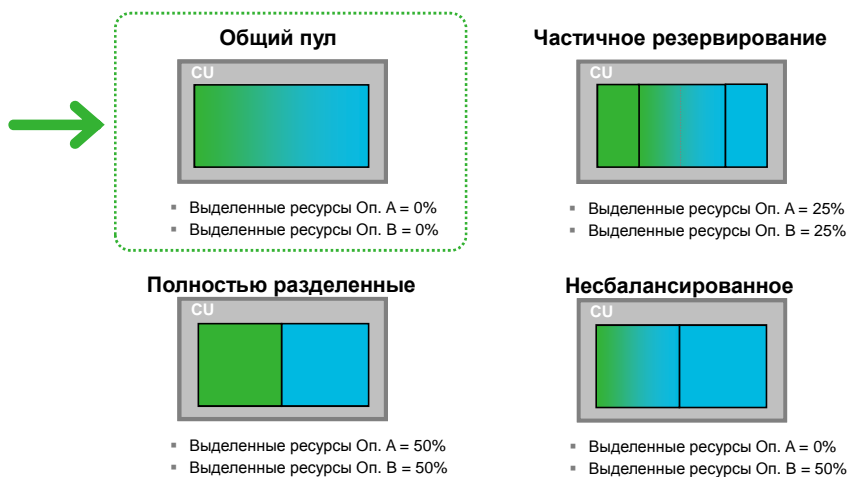 Общий пул
CU
Выделенные ресурсы Оп. A = 0%
Выделенные ресурсы Оп. B = 0%
Частичное резервирование
CU
Выделенные ресурсы Оп. A = 25%
Выделенные ресурсы Оп. B = 25%
Полностью разделенные
CU
Выделенные ресурсы Оп. A = 50%
Выделенные ресурсы Оп. B = 50%
Несбалансированное
CU
Выделенные ресурсы Оп. A = 0%
Выделенные ресурсы Оп. B = 50%